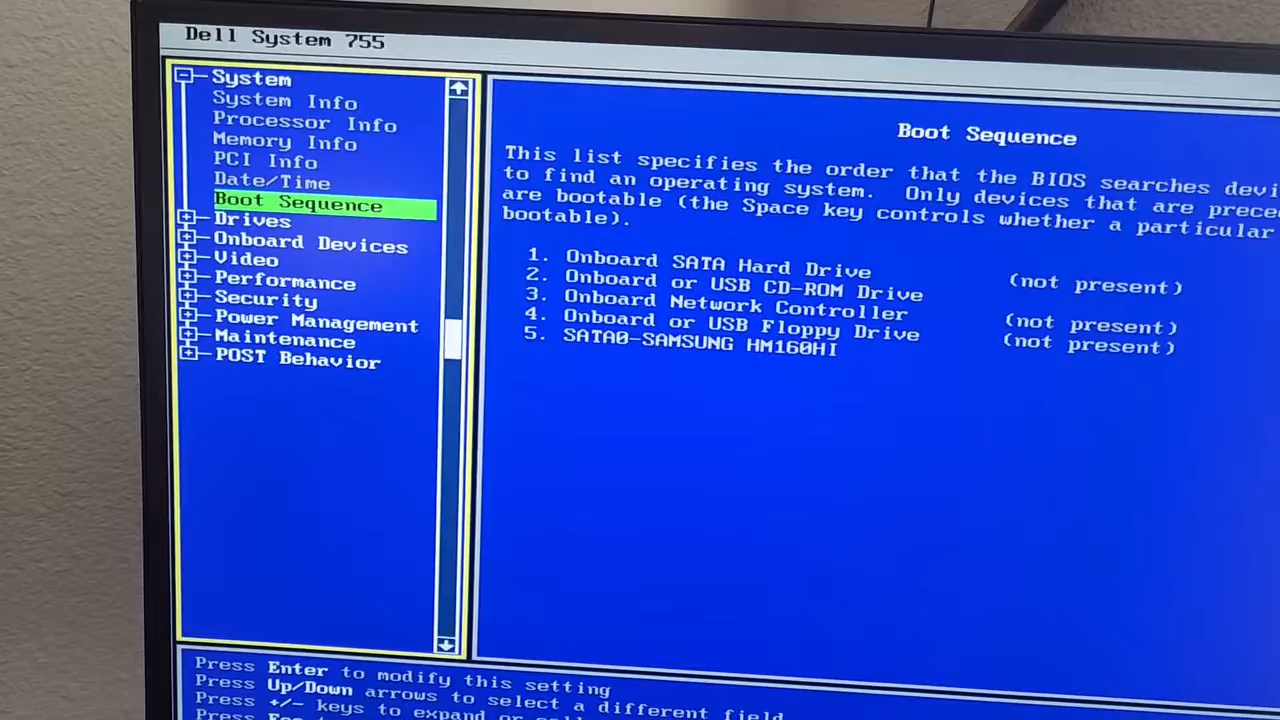 Dell System 755
System
System Info
Processor Info
Memory Info
PCI Info
Date/Time
Boot Sequence
Drives
Onboard Devices
Video
Performance
Security
Power Management
Maintenance
POST Behavior
Boot Sequence
This list specifies the order that the BIOS searches devi
to find an operating system. Only devices that are prece
are bootable (the Space key controls whether a particular
bootable).
1. Onboard SATA Hard Drive (not present)
2. Onboard or USB CD-ROM Drive
3. Onboard Network Controller (not present)
4. Onboard or USB Floppy Drive (not present)
5. SATA0-SAMSUNG HM160HI
Press Enter to modify this setting
Press Up/Down arrows to select a different field
Press +/- keys to expand or
Press